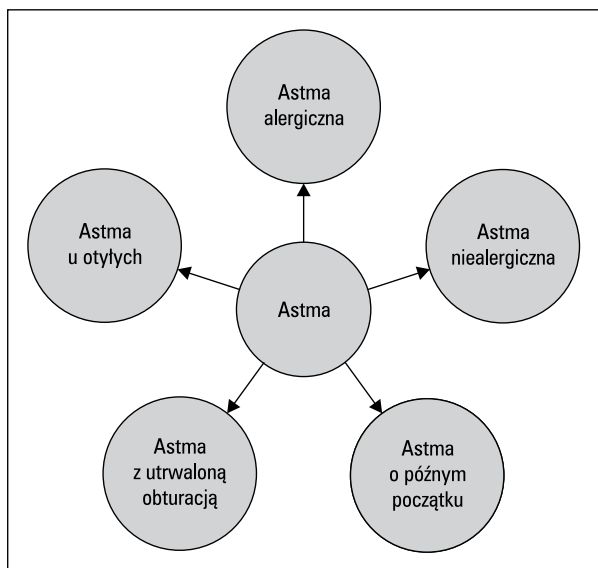 Astma
alergiczna
Astma
u otyłych
Astma
niealergiczna
Astma
Astma
z utrwaloną
obturacją
Astma
o późnym
początku